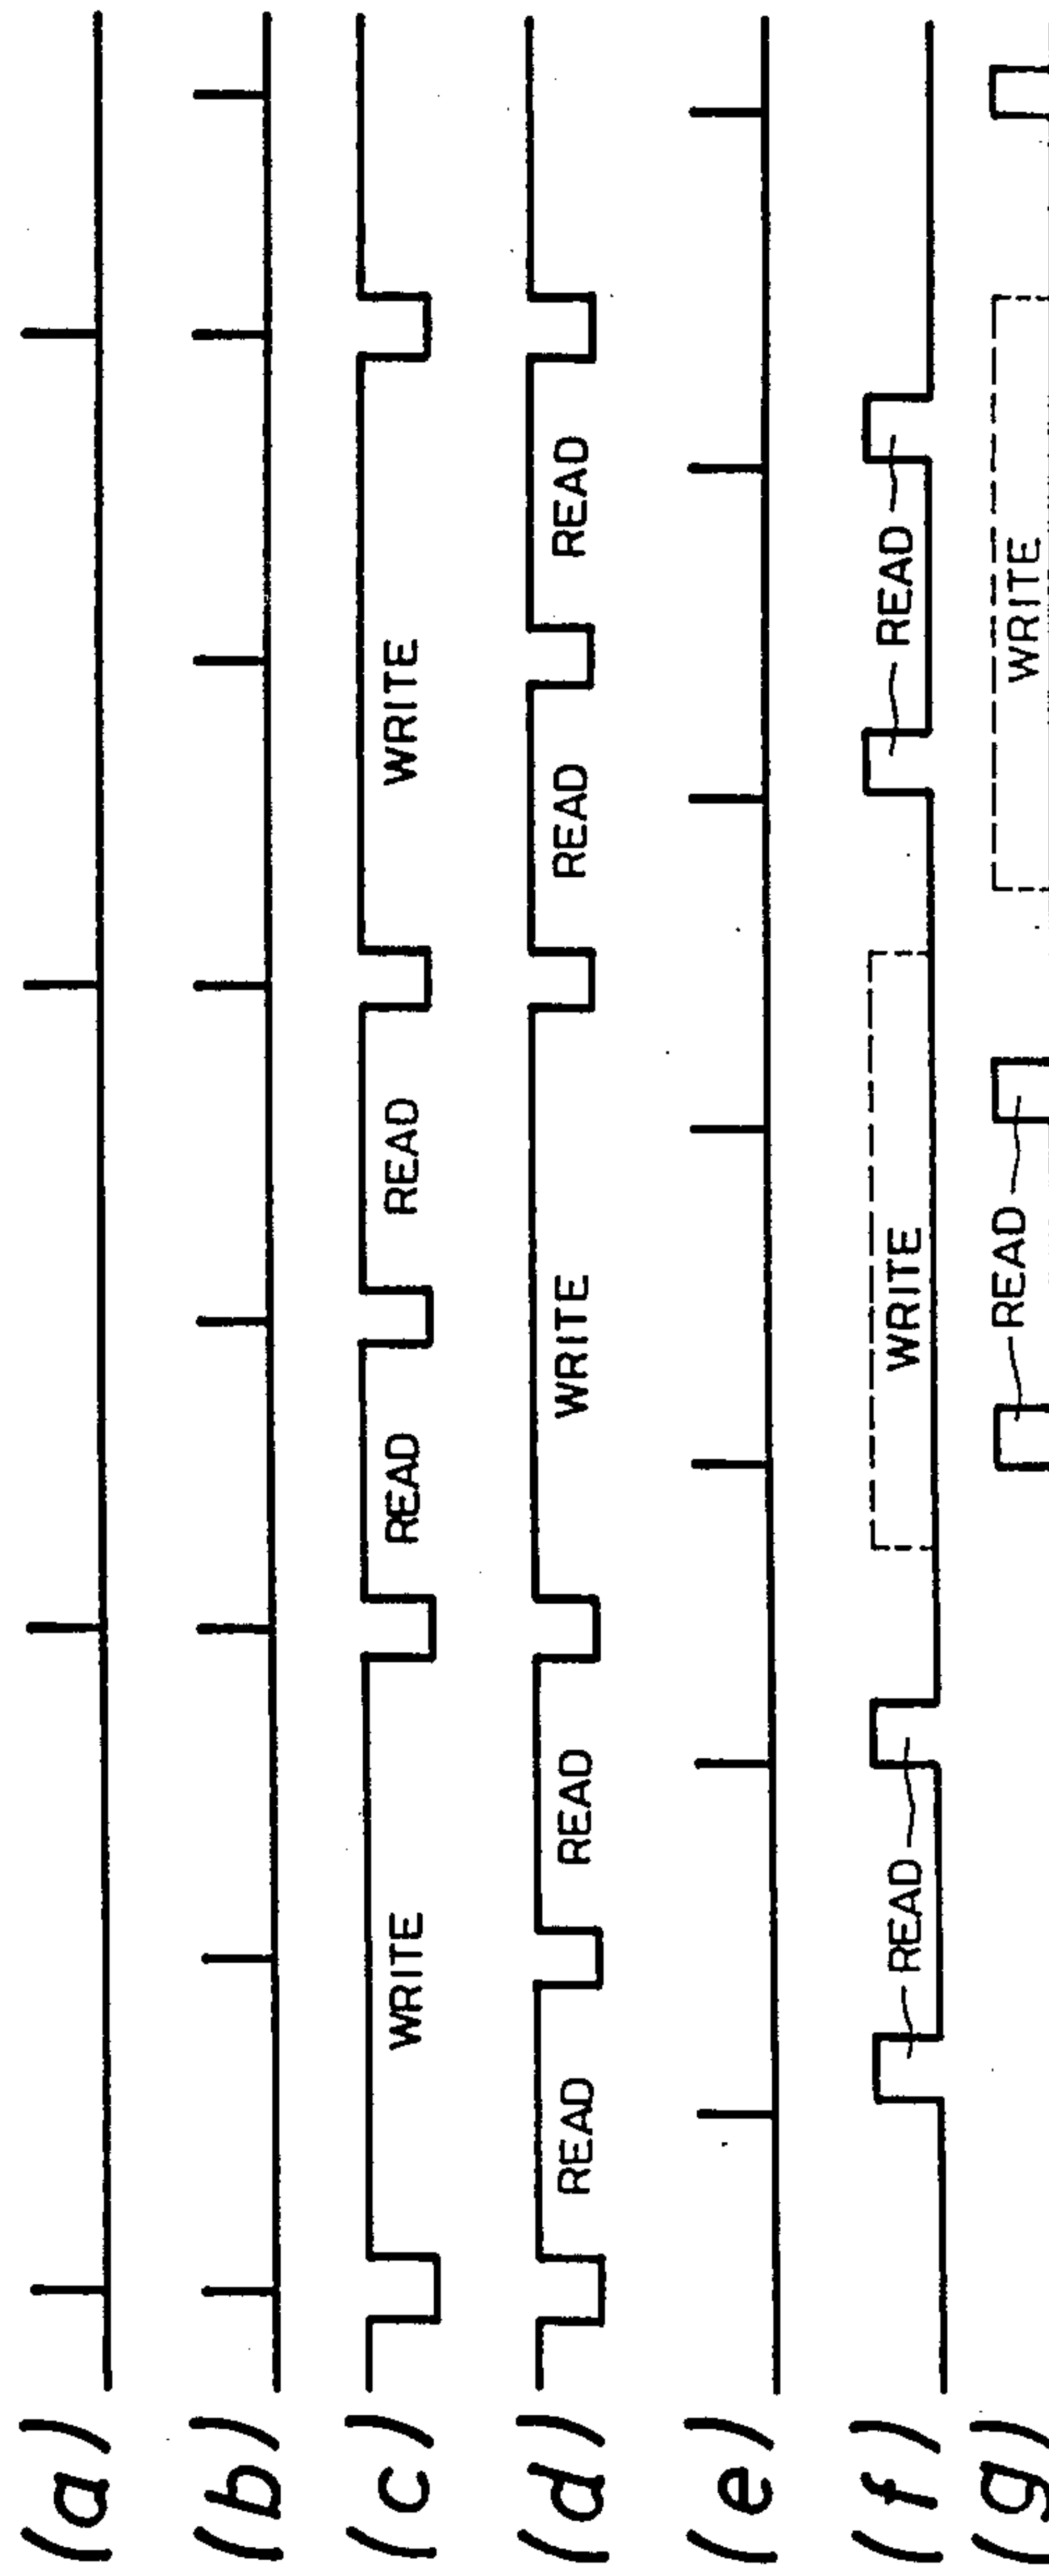 (a)
(b)
(c) WRITE READ READ WRITE
(d) READ READ WRITE READ READ
(e)
(f) READ WRITE READ
(g) READ WRITE